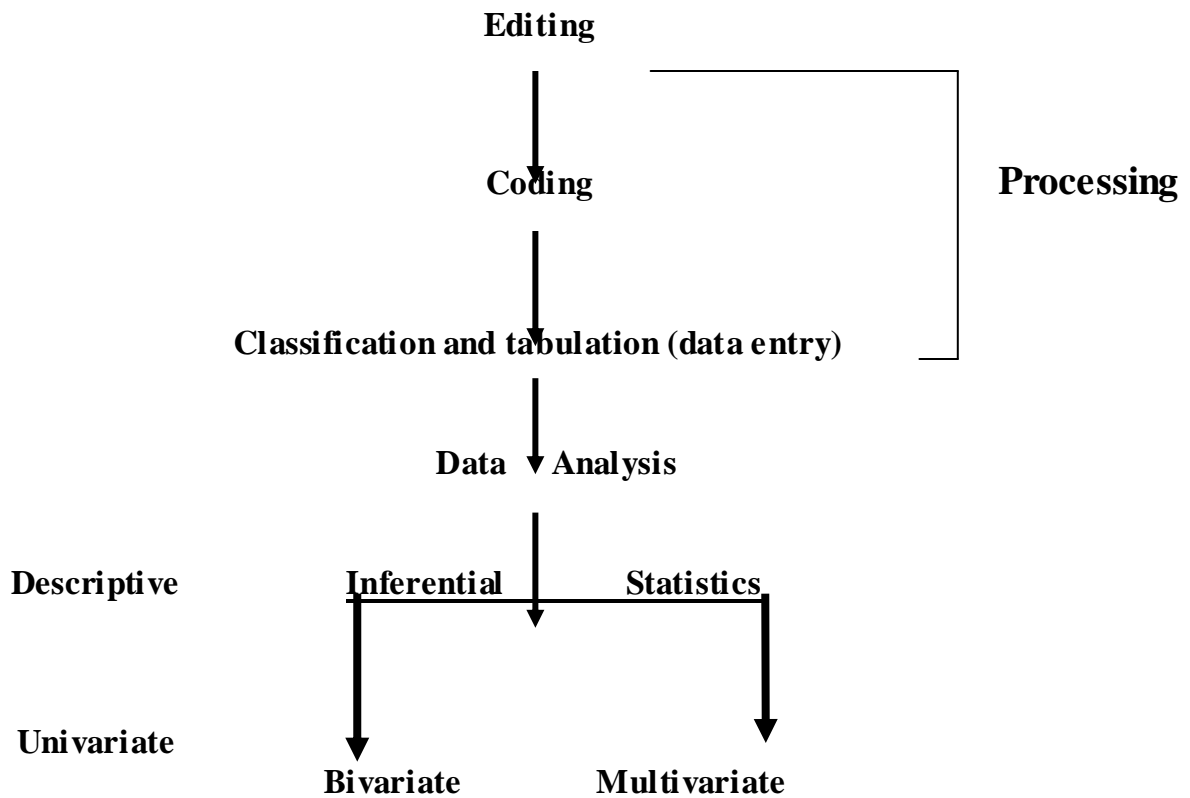 Editing
Coding
Processing
Classification and tabulation (data entry)
Data Analysis
Descriptive Inferential Statistics
Univariate
Bivariate Multivariate